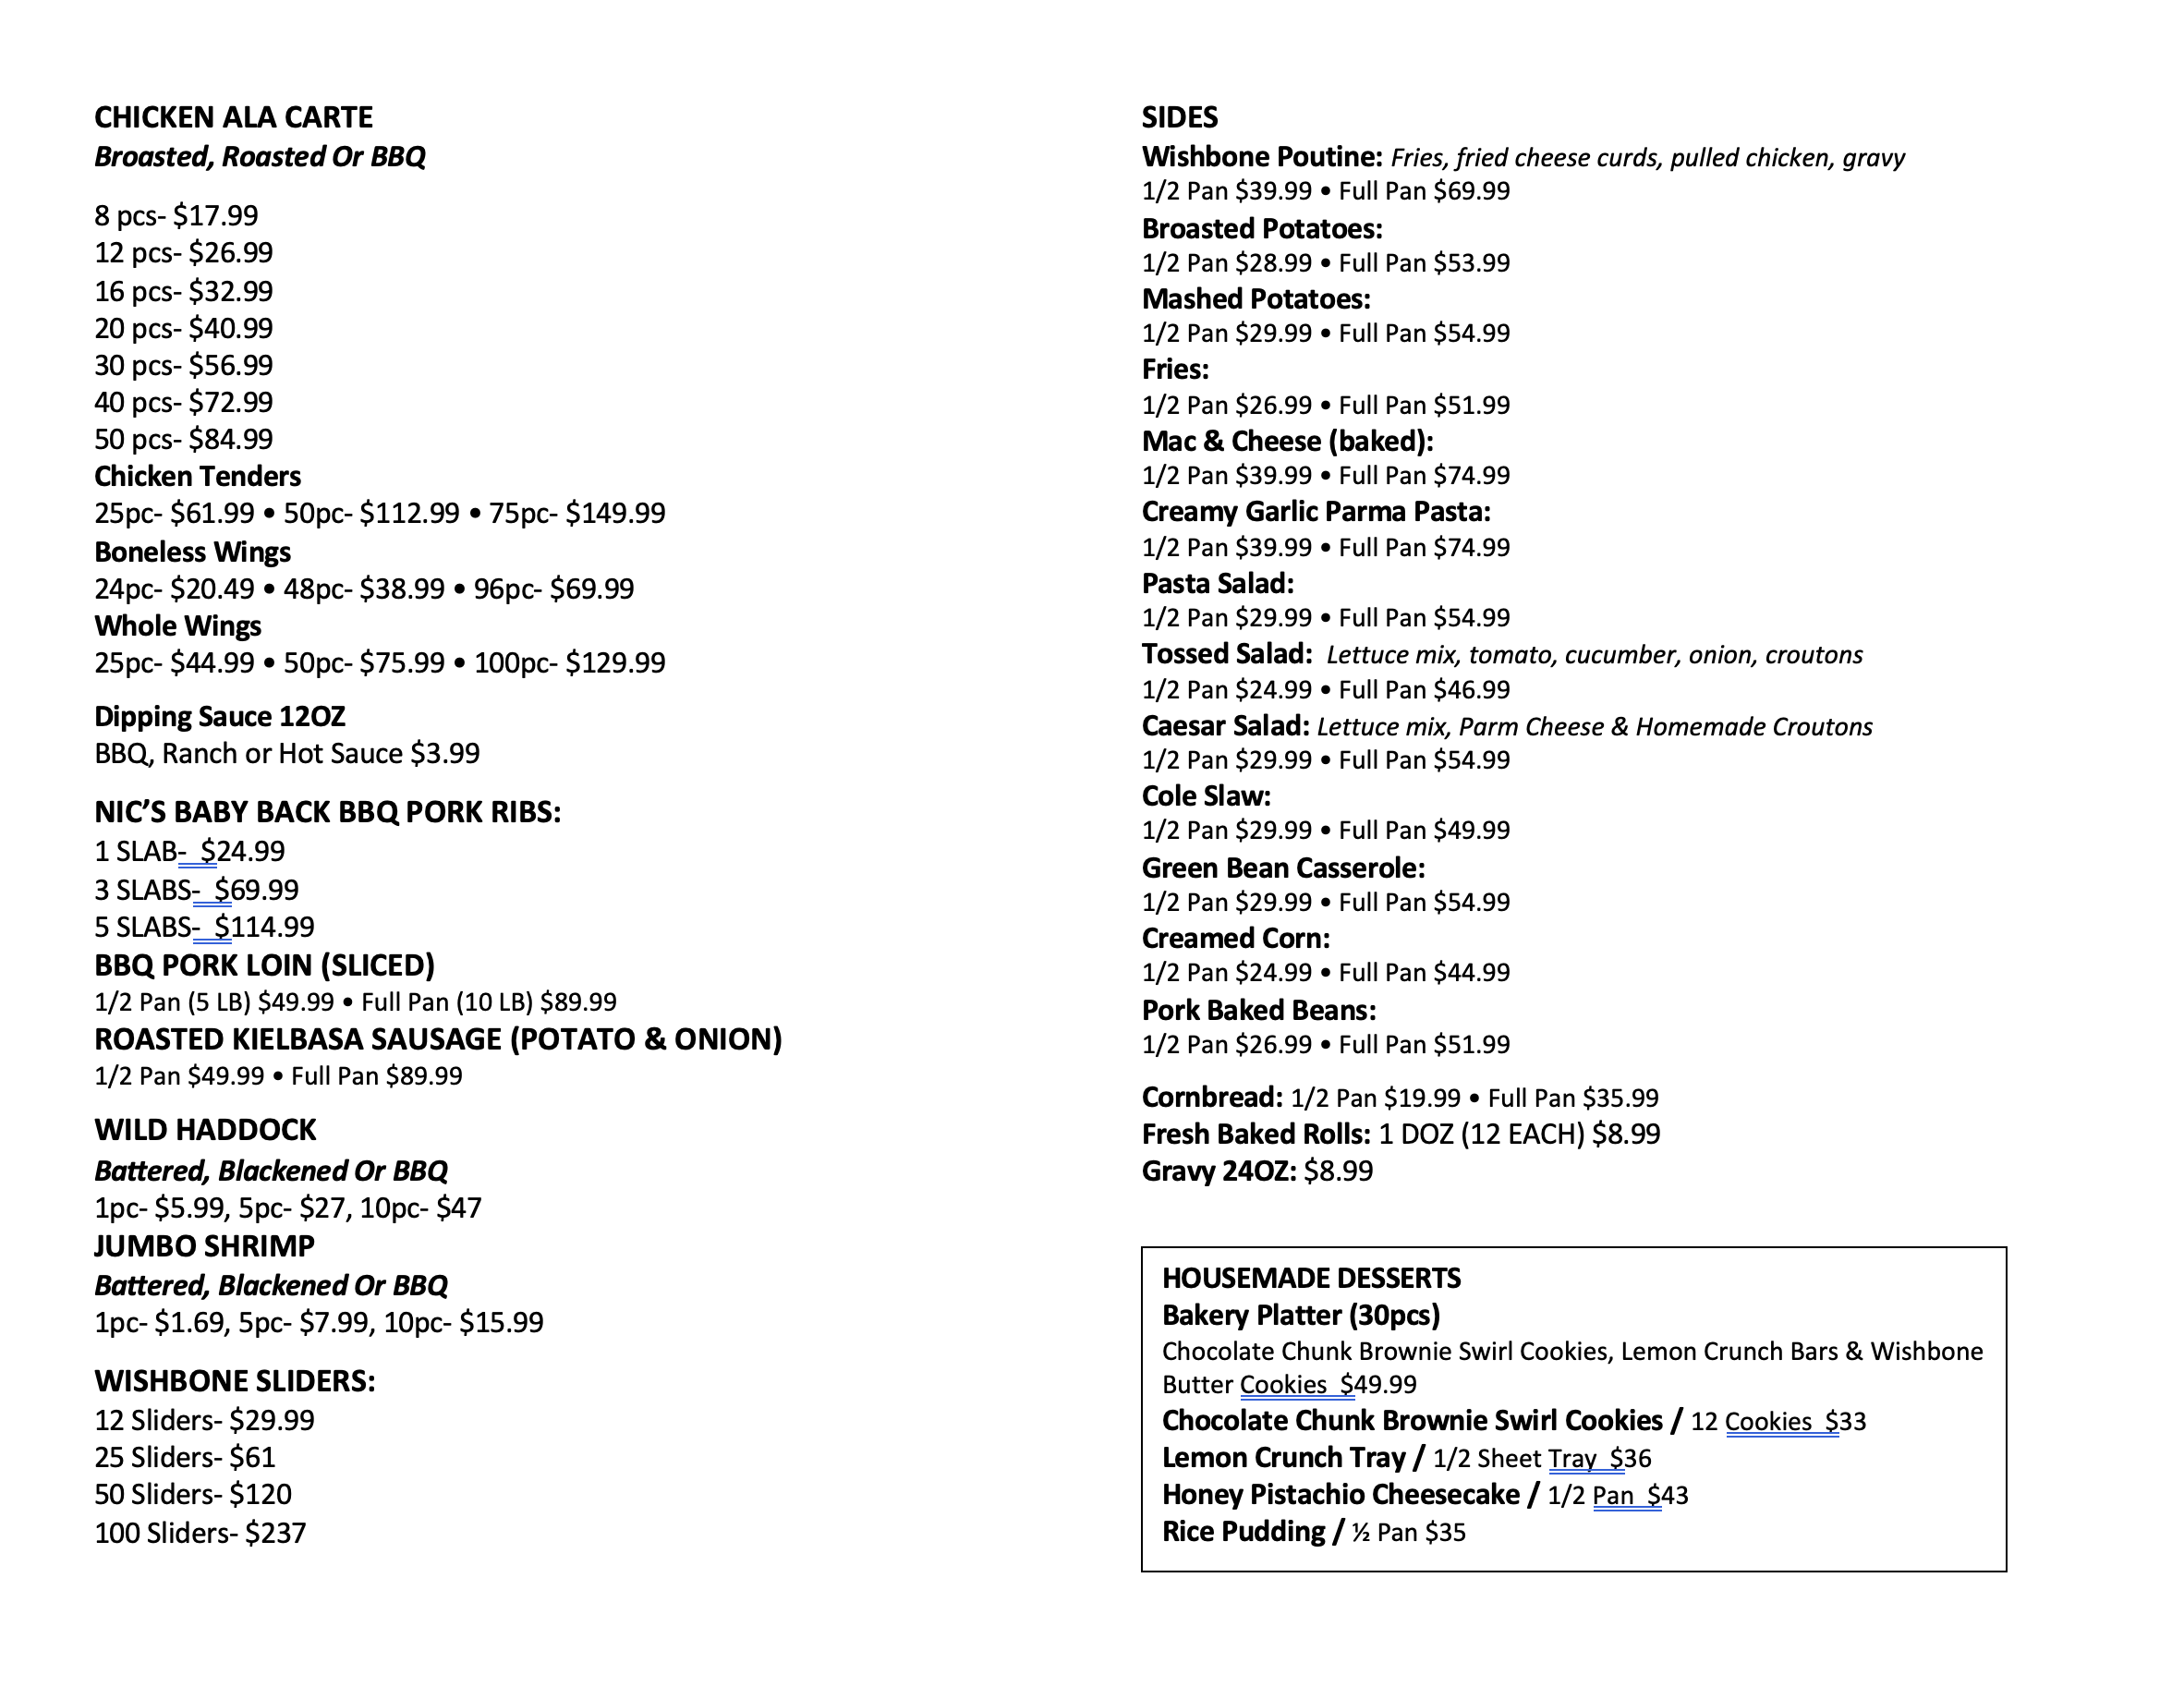 CHICKEN ALA CARTE
Broasted, Roasted Or BBQ
8 pcs- $17.99
12 pcs- $26.99
16 pcs- $32.99
20 pcs- $40.99
30 pcs- $56.99
40 pcs- $72.99
50 pcs- $84.99
Chicken Tenders
25pc- $61.99 • 50pc- $112.99 • 75pc- $149.99
Boneless Wings
24pc- $20.49 • 48pc- $38.99 • 96pc- $69.99
Whole Wings
25pc- $44.99 • 50pc- $75.99 • 100pc- $129.99
Dipping Sauce 12OZ
BBQ, Ranch or Hot Sauce $3.99
NIC’S BABY BACK BBQ PORK RIBS:
1 SLAB-  $24.99
3 SLABS-  $69.99
5 SLABS-  $114.99
BBQ PORK LOIN (SLICED)
1/2 Pan (5 LB) $49.99 • Full Pan (10 LB) $89.99
ROASTED KIELBASA SAUSAGE (POTATO & ONION)
1/2 Pan $49.99 • Full Pan $89.99
WILD HADDOCK
Battered, Blackened Or BBQ
1pc- $5.99, 5pc- $27, 10pc- $47
JUMBO SHRIMP
Battered, Blackened Or BBQ
1pc- $1.69, 5pc- $7.99, 10pc- $15.99
WISHBONE SLIDERS:
12 Sliders- $29.99
25 Sliders- $61
50 Sliders- $120
100 Sliders- $237
SIDES
Wishbone Poutine: Fries, fried cheese curds, pulled chicken, gravy
1/2 Pan $39.99 • Full Pan $69.99
Broasted Potatoes:
1/2 Pan $28.99 • Full Pan $53.99
Mashed Potatoes:
1/2 Pan $29.99 • Full Pan $54.99
Fries:
1/2 Pan $26.99 • Full Pan $51.99
Mac & Cheese (baked):
1/2 Pan $39.99 • Full Pan $74.99
Creamy Garlic Parma Pasta:
1/2 Pan $39.99 • Full Pan $74.99
Pasta Salad:
1/2 Pan $29.99 • Full Pan $54.99
Tossed Salad:  Lettuce mix, tomato, cucumber, onion, croutons
1/2 Pan $24.99 • Full Pan $46.99
Caesar Salad: Lettuce mix, Parm Cheese & Homemade Croutons
1/2 Pan $29.99 • Full Pan $54.99
Cole Slaw:
1/2 Pan $29.99 • Full Pan $49.99
Green Bean Casserole:
1/2 Pan $29.99 • Full Pan $54.99
Creamed Corn:
1/2 Pan $24.99 • Full Pan $44.99
Pork Baked Beans:
1/2 Pan $26.99 • Full Pan $51.99
Cornbread: 1/2 Pan $19.99 • Full Pan $35.99
Fresh Baked Rolls: 1 DOZ (12 EACH) $8.99
Gravy 24OZ: $8.99
HOUSEMADE DESSERTS
Bakery Platter (30pcs)
Chocolate Chunk Brownie Swirl Cookies, Lemon Crunch Bars & Wishbone
Butter Cookies  $49.99
Chocolate Chunk Brownie Swirl Cookies / 12 Cookies  $33
Lemon Crunch Tray / 1/2 Sheet Tray  $36
Honey Pistachio Cheesecake / 1/2 Pan  $43
Rice Pudding / ½ Pan $35